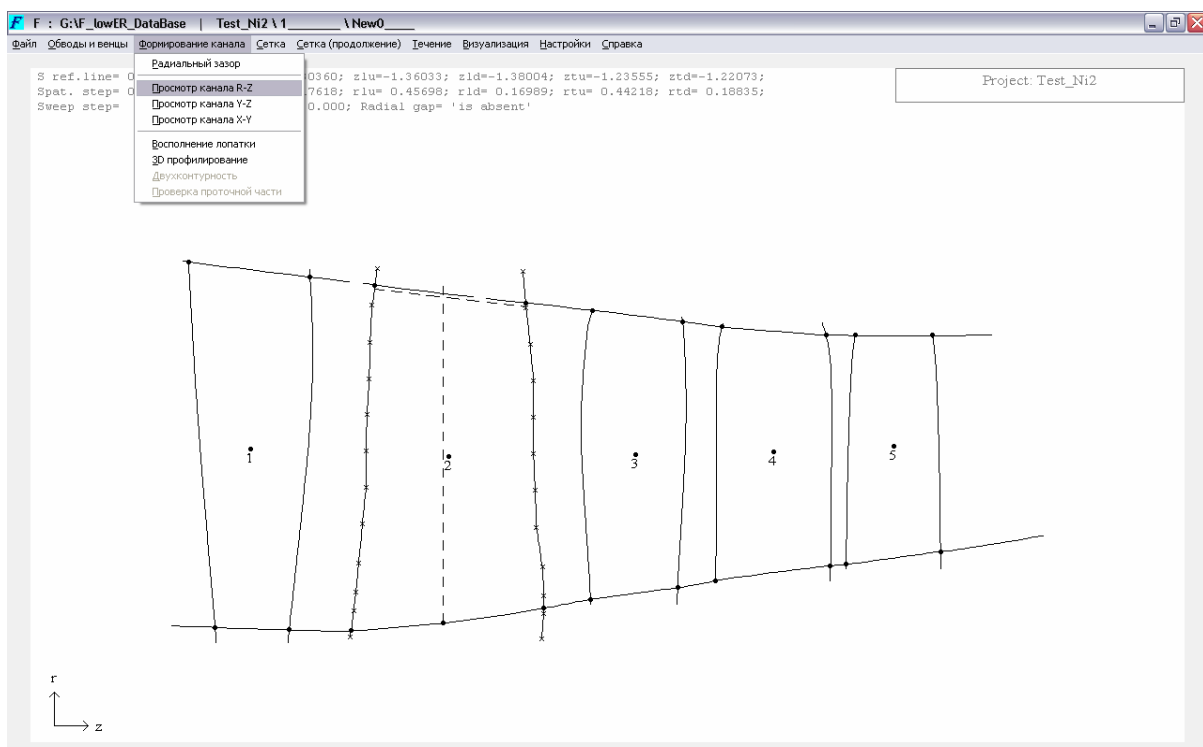 F : G:\F_lowER_DataBase | Test_Ni2 \ 1_______ \ New0____
Файл Обводы и венцы Формирование канала Сетка Сетка (продолжение) Течение Визуализация Настройки Справка
Радиальный зазор
Просмотр канала R-Z
Просмотр канала Y-Z
Просмотр канала X-Y
Восполнение лопатки
3D профилирование
Двухконтурность
Проверка проточной части
S ref.line= 0 0360; zlu=-1.36033; zld=-1.38004; ztu=-1.23555; ztd=-1.22073;
Spat. step= 0 7618; rlu= 0.45698; rld= 0.16989; rtu= 0.44218; rtd= 0.18835;
Sweep step= 0.000; Radial gap= 'is absent'
Project: Test_Ni2
1
2
3
4
5
r
z